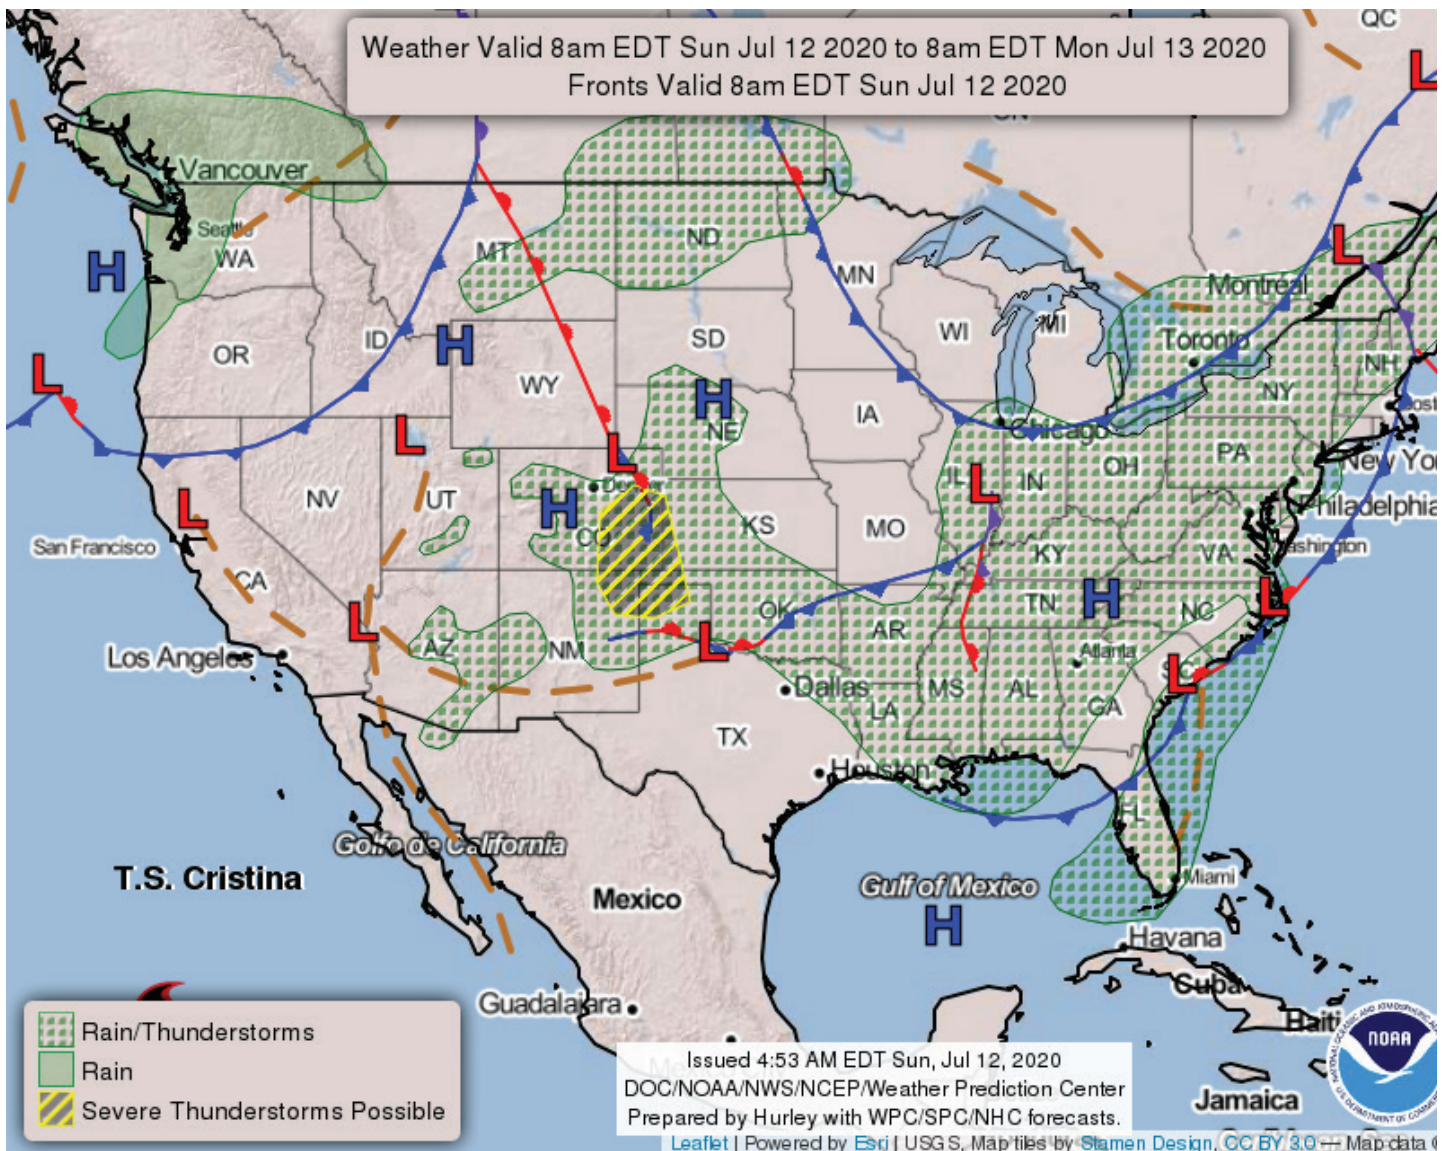 QC
Weather Valid 8am EDT Sun Jul 12 2020 to 8am EDT Mon Jul 13 2020
Fronts Valid 8am EDT Sun Jul 12 2020
L
Vancouver
Seattle
WA
MT
ND
MN
H
L
Montréal
OR
ID
H
SD
WI
MI
Toronto
NH
L
WY
H
NE
IA
NY
L
L
Chicago
PA
New Yo
NV
UT
H
CO
KS
MO
IL
L
IN
OH
Philadelphia
L
San Francisco
CA
KY
VA
L
AZ
NM
OK
AR
TN
H
NC
L
Los Angeles
L
Dallas
MS
AL
Atlanta
GA
SC
L
LA
TX
Houston
FL
Golfo de California
T.S. Cristina
Mexico
Gulf of Mexico
H
Miami
Havana
Cuba
Guadalajara
Haiti
Rain/Thunderstorms
Rain
Severe Thunderstorms Possible
Issued 4:53 AM EDT Sun, Jul 12, 2020
DOC/NOAA/NWS/NCEP/Weather Prediction Center
Prepared by Hurley with WPC/SPC/NHC forecasts.
NOAA
Jamaica
Leaflet | Powered by Esri | USGS, Map tiles by Stamen Design, CC BY 3.0 — Map data ©